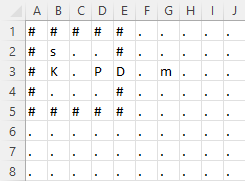 A B C D E F G H I J
1 # # # # # . . . . .
2 # s . . # . . . . .
3 # K . P D . m . . .
4 # . . . # . . . . .
5 # # # # # . . . . .
6 . . . . . . . . . .
7 . . . . . . . . . .
8 . . . . . . . . . .